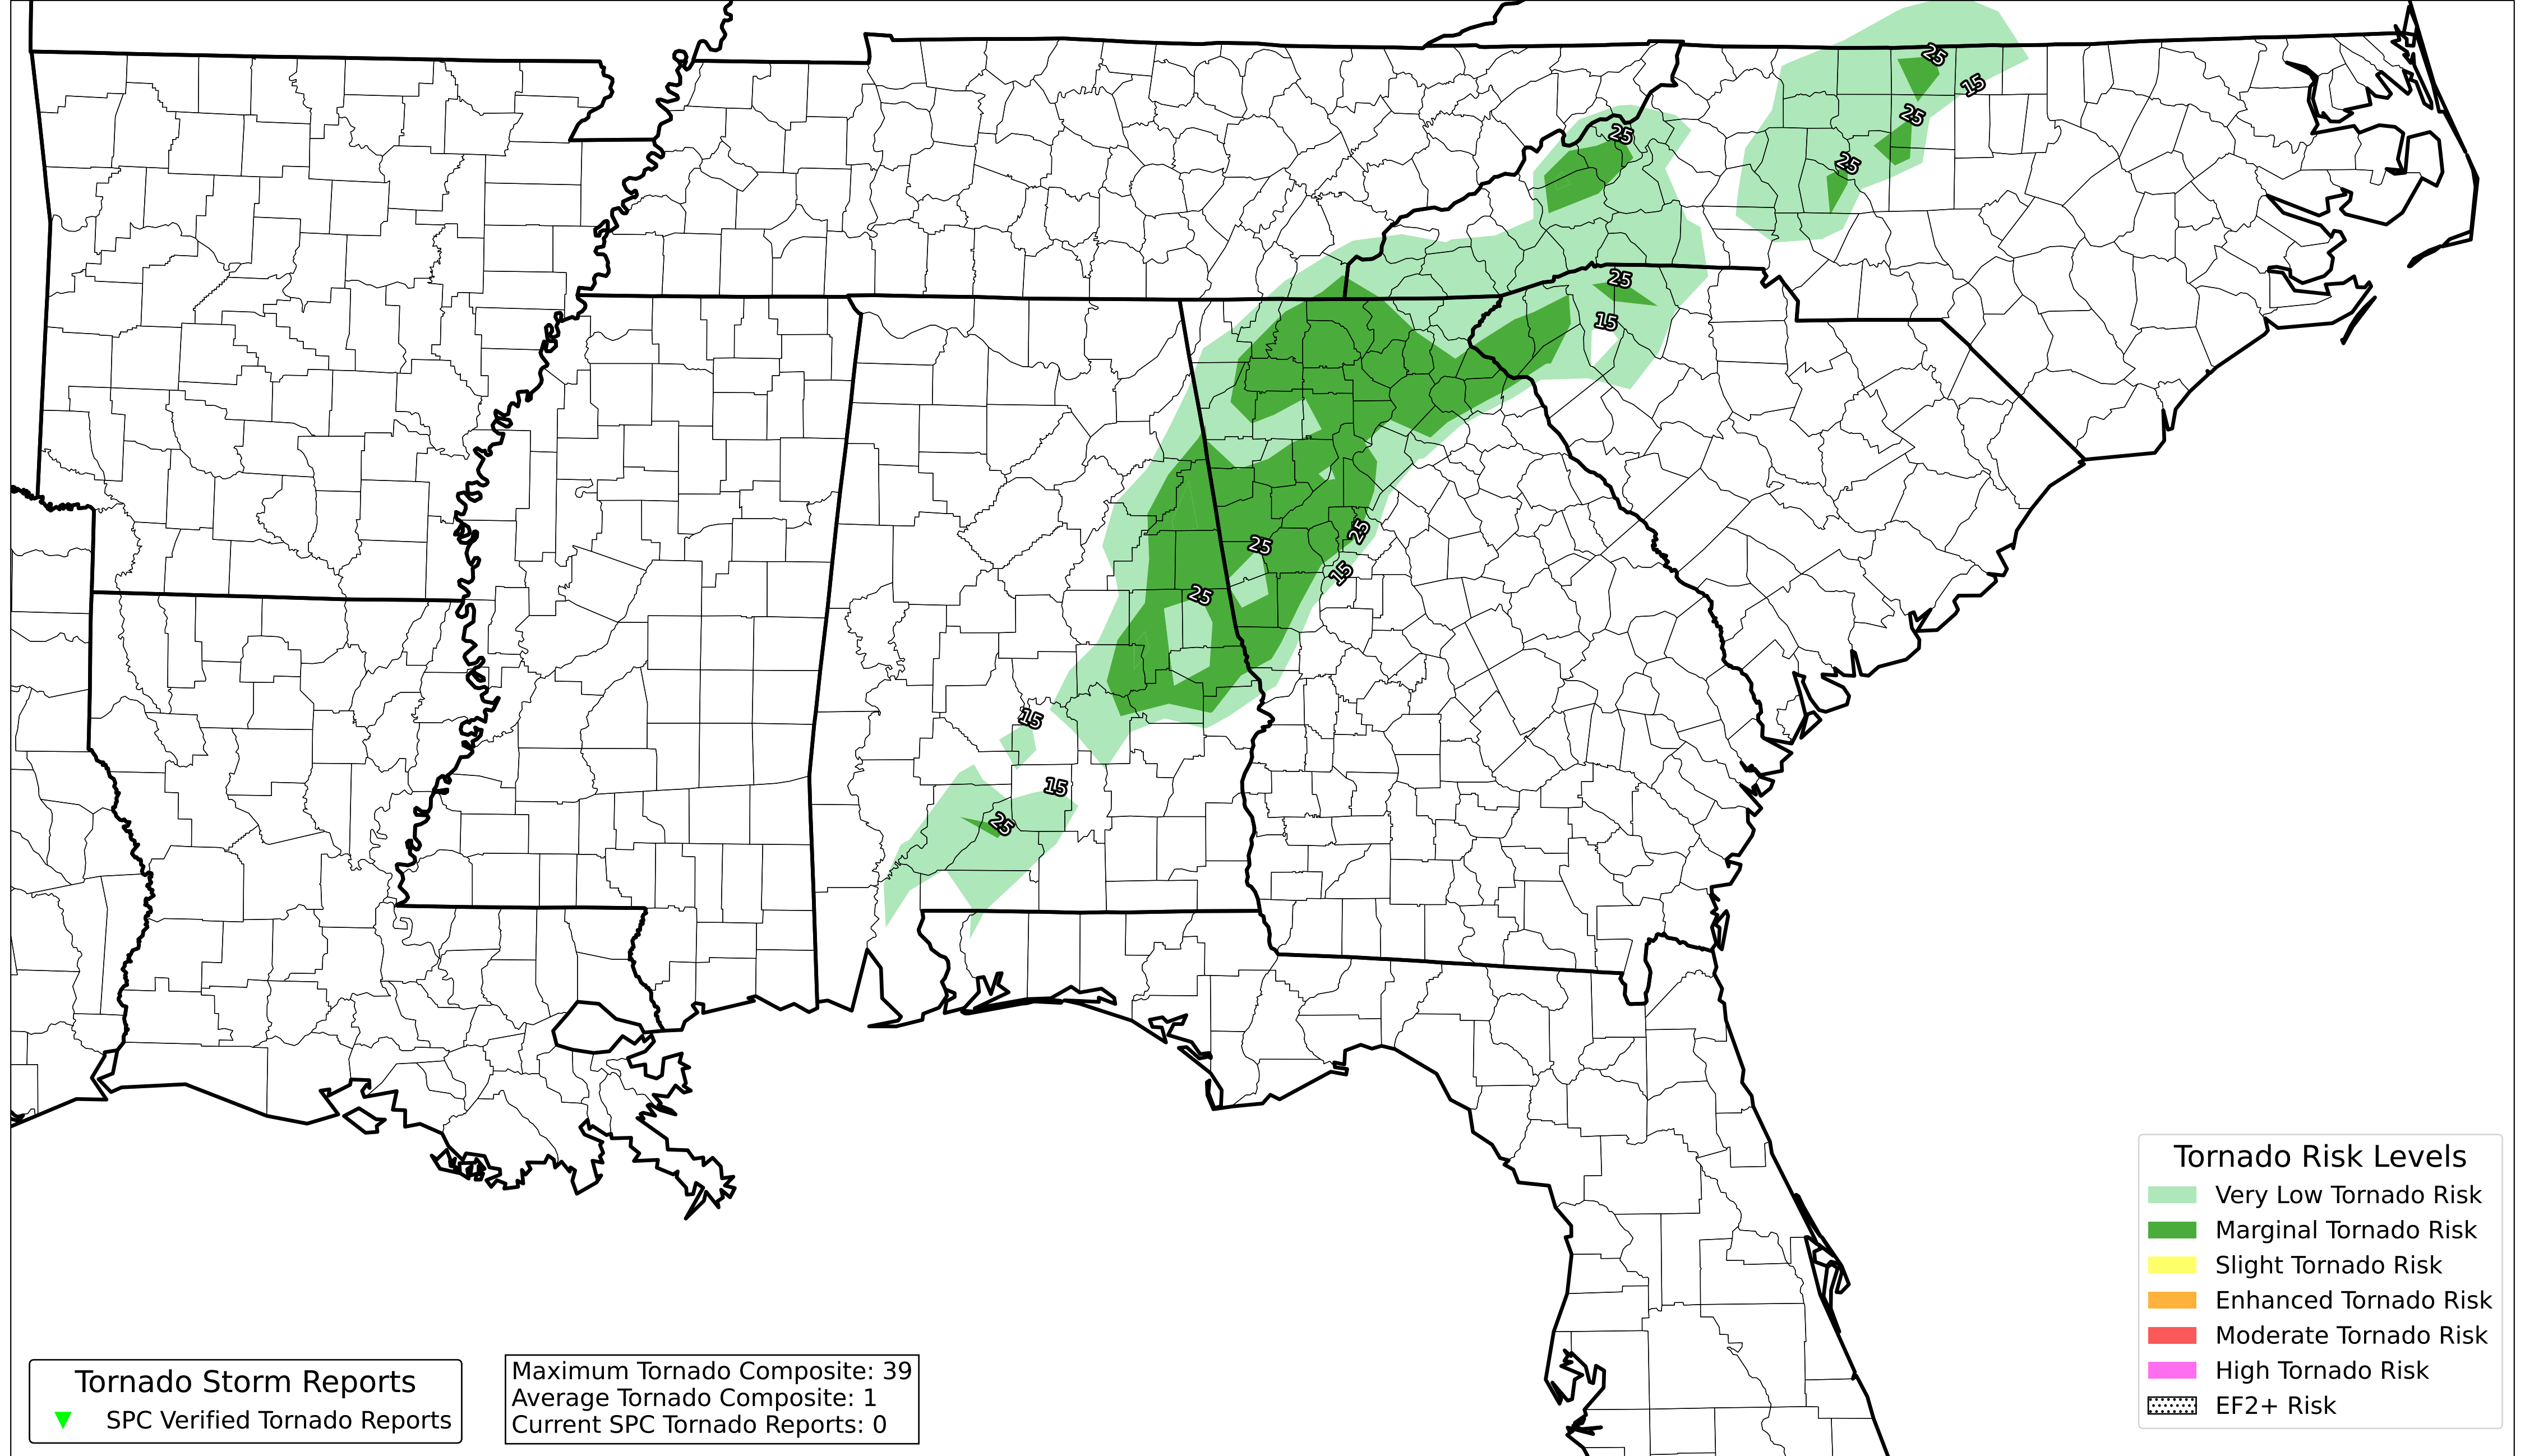 25
15
25
25
25
25
15
25
25
15
25
15
15
25
Tornado Risk Levels
Very Low Tornado Risk
Marginal Tornado Risk
Slight Tornado Risk
Enhanced Tornado Risk
Moderate Tornado Risk
High Tornado Risk
EF2+ Risk
Tornado Storm Reports
SPC Verified Tornado Reports
Maximum Tornado Composite: 39
Average Tornado Composite: 1
Current SPC Tornado Reports: 0